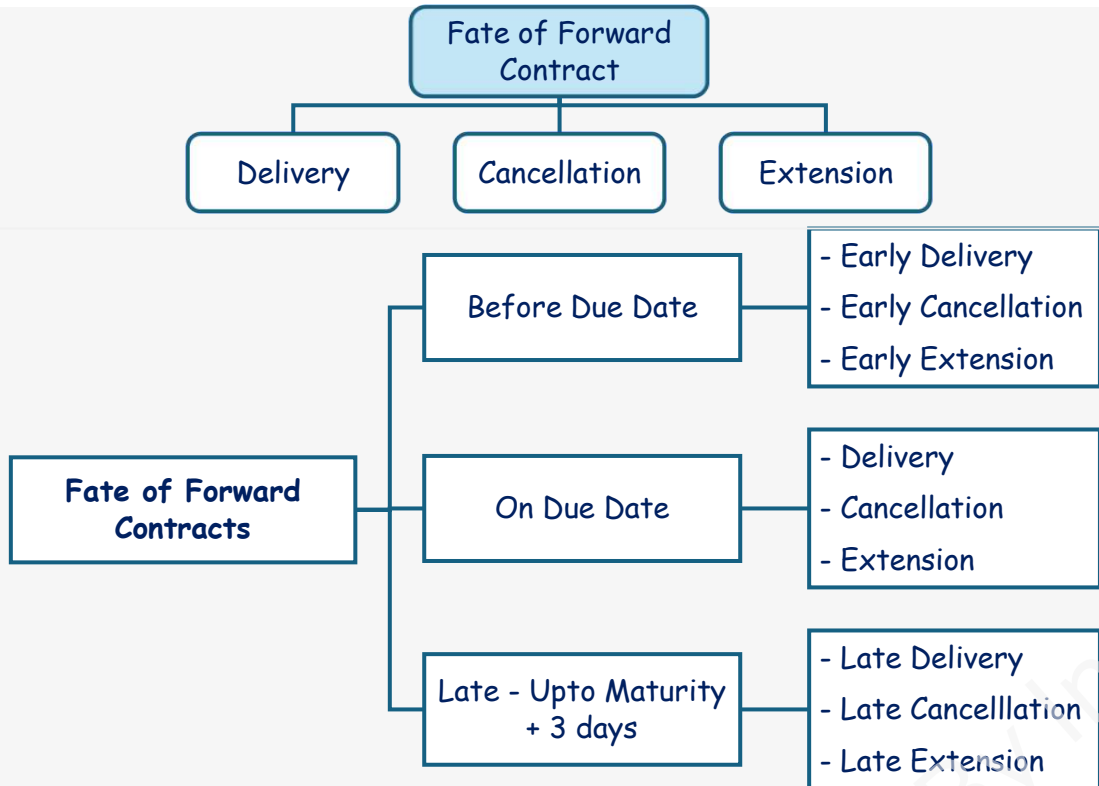 Fate of Forward
Contract
Delivery
Cancellation
Extension
Before Due Date
- Early Delivery
- Early Cancellation
- Early Extension
Fate of Forward
Contracts
On Due Date
- Delivery
- Cancellation
- Extension
Late - Upto Maturity
+ 3 days
- Late Delivery
- Late Cancelllation
- Late Extension